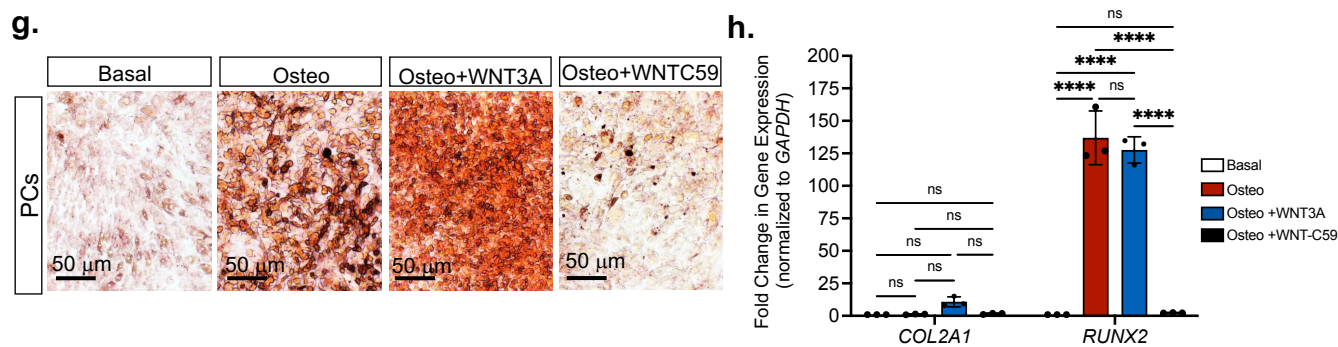 g.
Basal
Osteo
Osteo+WNT3A
Osteo+WNTC59
PCs
50 μm
50 μm
50 μm
50 μm
h.
Fold Change in Gene Expression
(normalized to GAPDH)
200
175
150
125
100
75
50
25
0
ns
****
****
****
ns
****
ns
ns
ns
ns
ns
ns
COL2A1
RUNX2
Basal
Osteo
Osteo +WNT3A
Osteo +WNT-C59